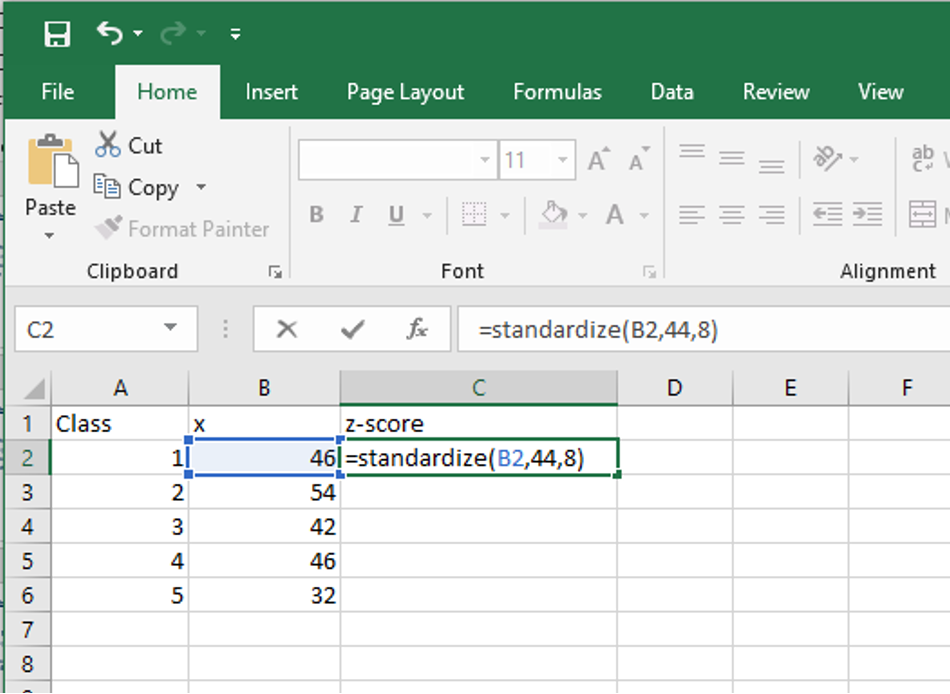 File Home Insert Page Layout Formulas Data Review View
Cut
Copy
Format Painter
Paste
11 A A ab
B I U A
Clipboard Font Alignment
C2 fx =standardize(B2,44,8)
A B C D E F
1 Class x z-score
2 1 46 =standardize(B2,44,8)
3 2 54
4 3 42
5 4 46
6 5 32
7
8